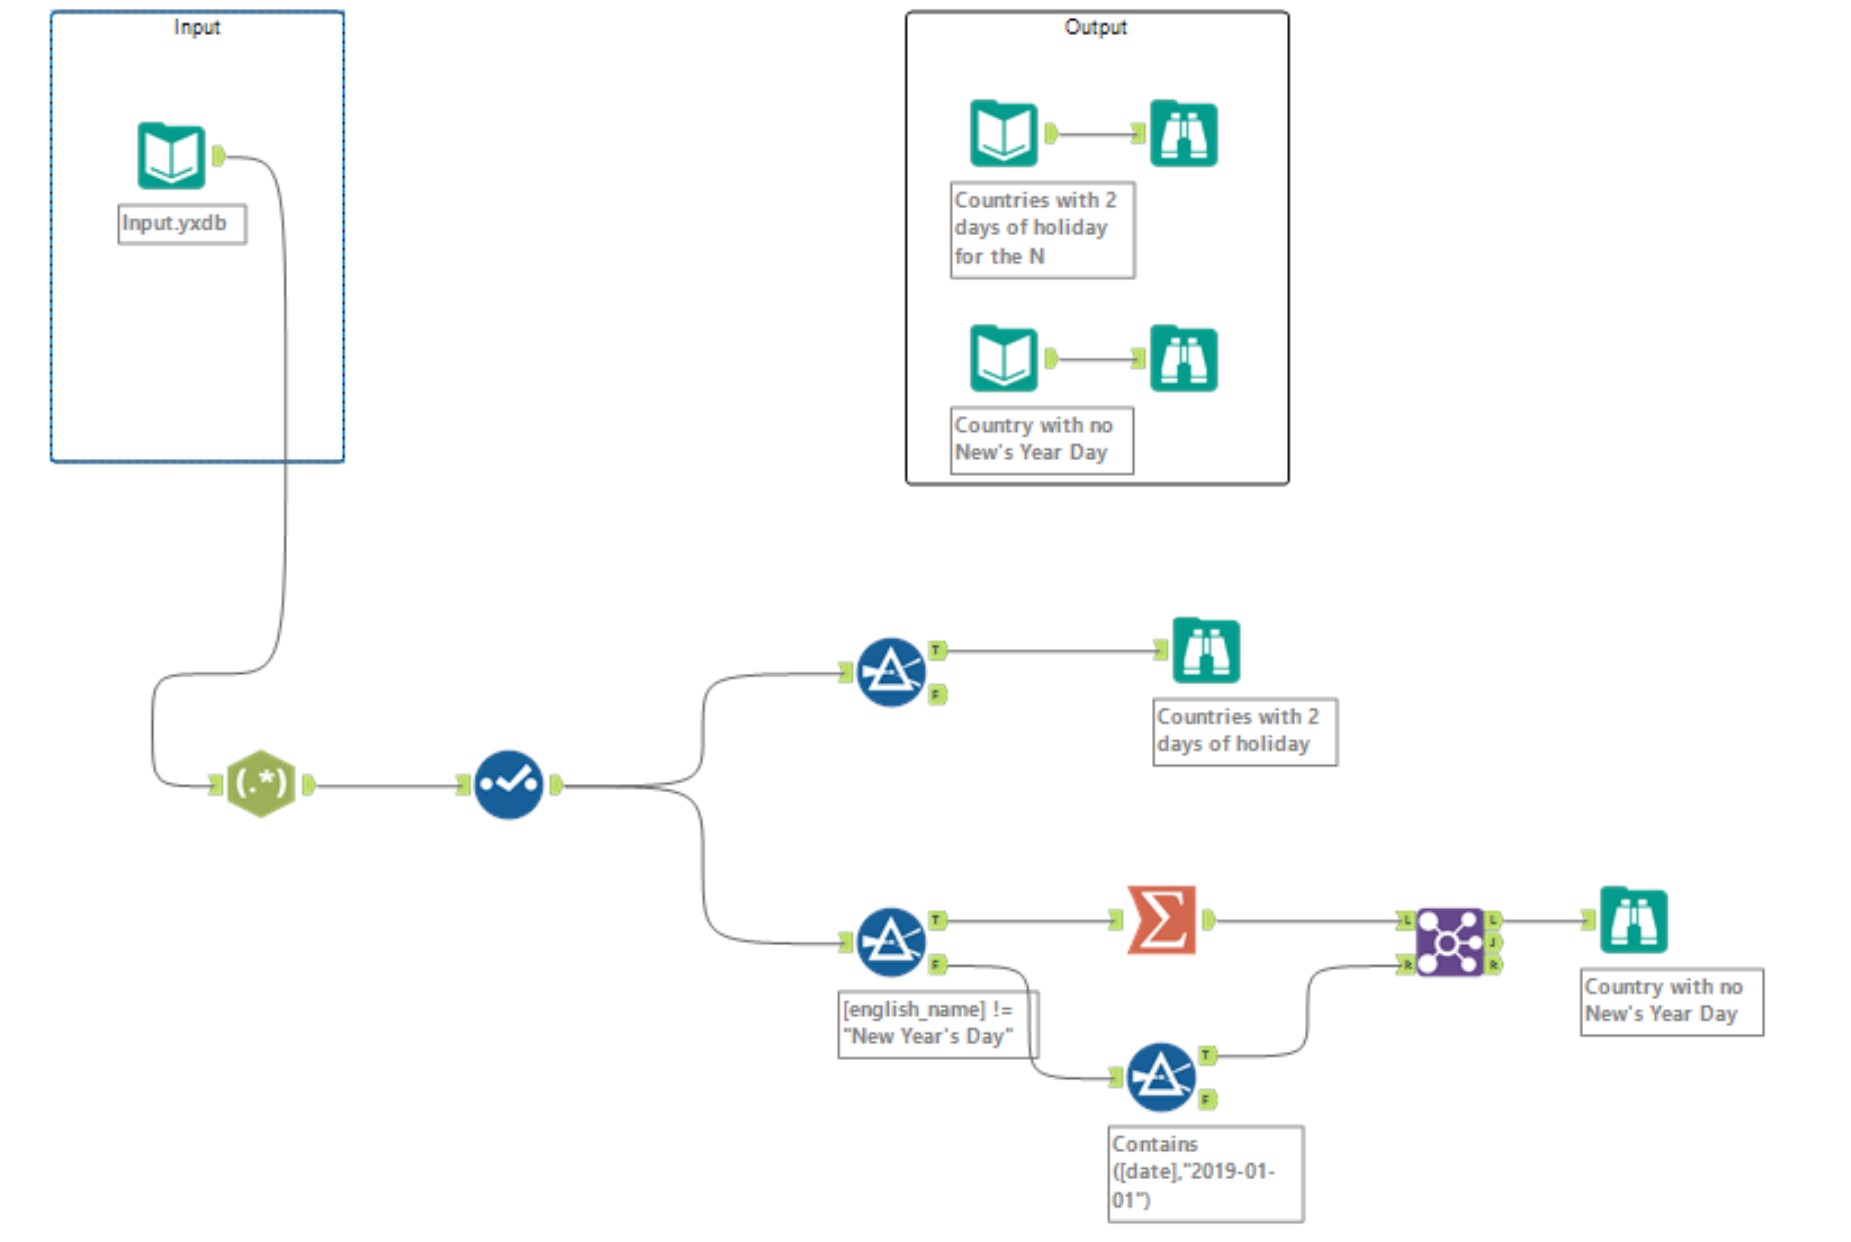 Input
Input.yxdb
Output
Countries with 2
days of holiday
for the N
Country with no
New's Year Day
(.*)
T
F
Countries with 2
days of holiday
T
F
[english_name] !=
"New Year's Day"
L
R
L
J
R
Country with no
New's Year Day
T
F
Contains
([date],"2019-01-
01")